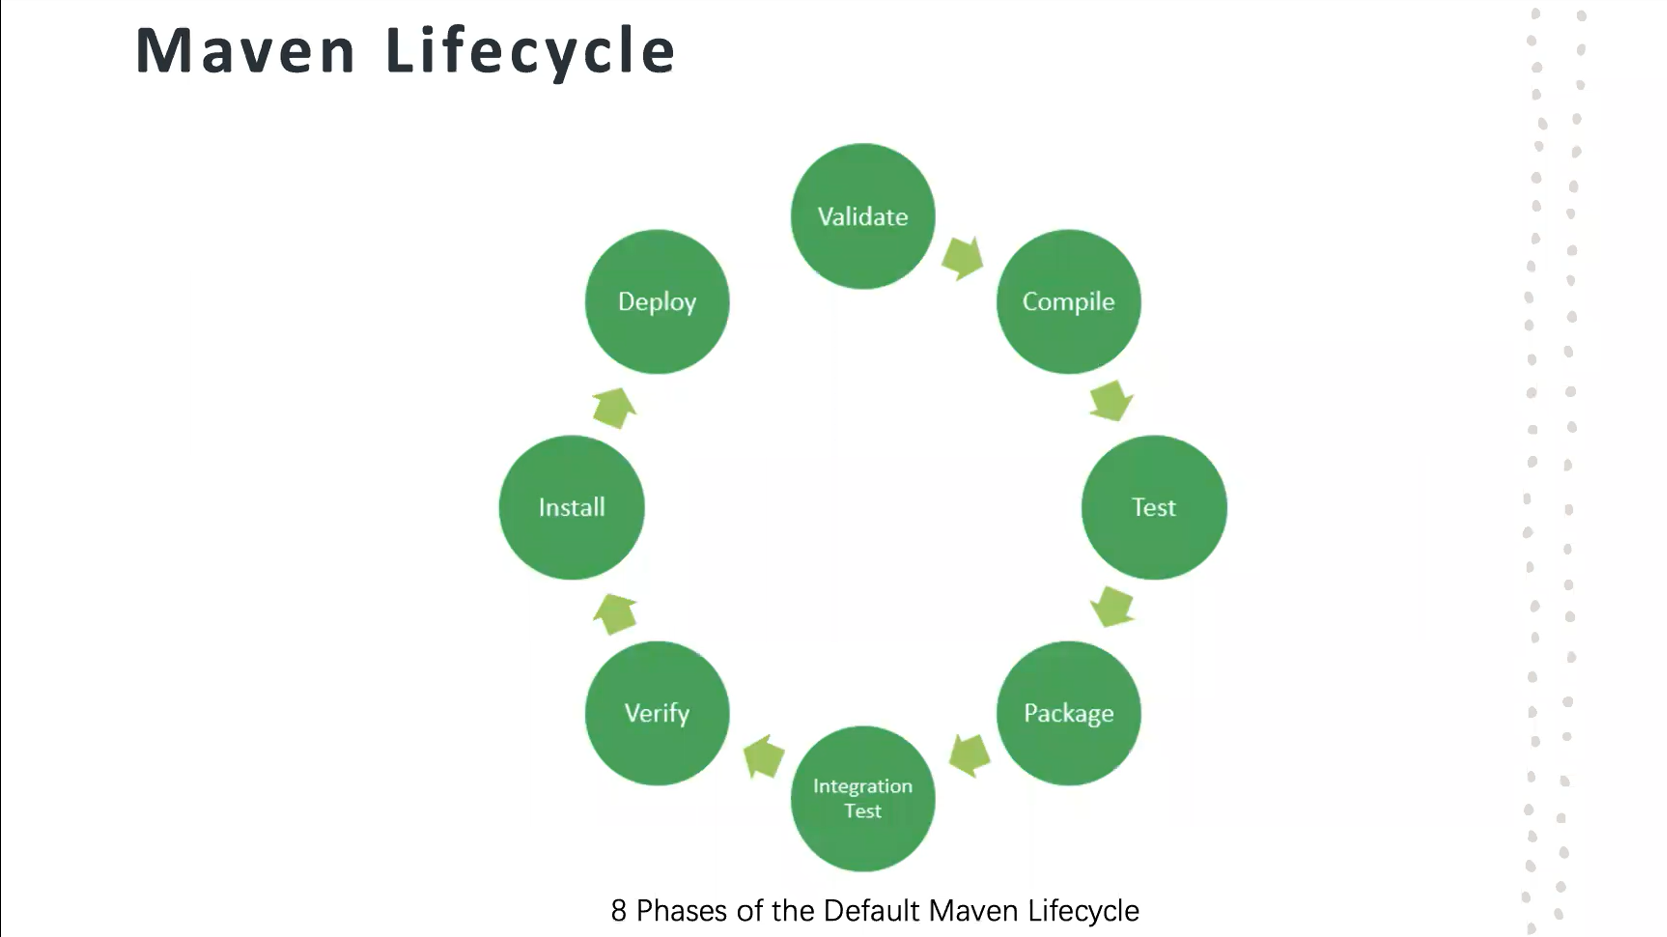 Maven Lifecycle
Validate
Compile
Test
Package
Integration
Test
Verify
Install
Deploy
8 Phases of the Default Maven Lifecycle